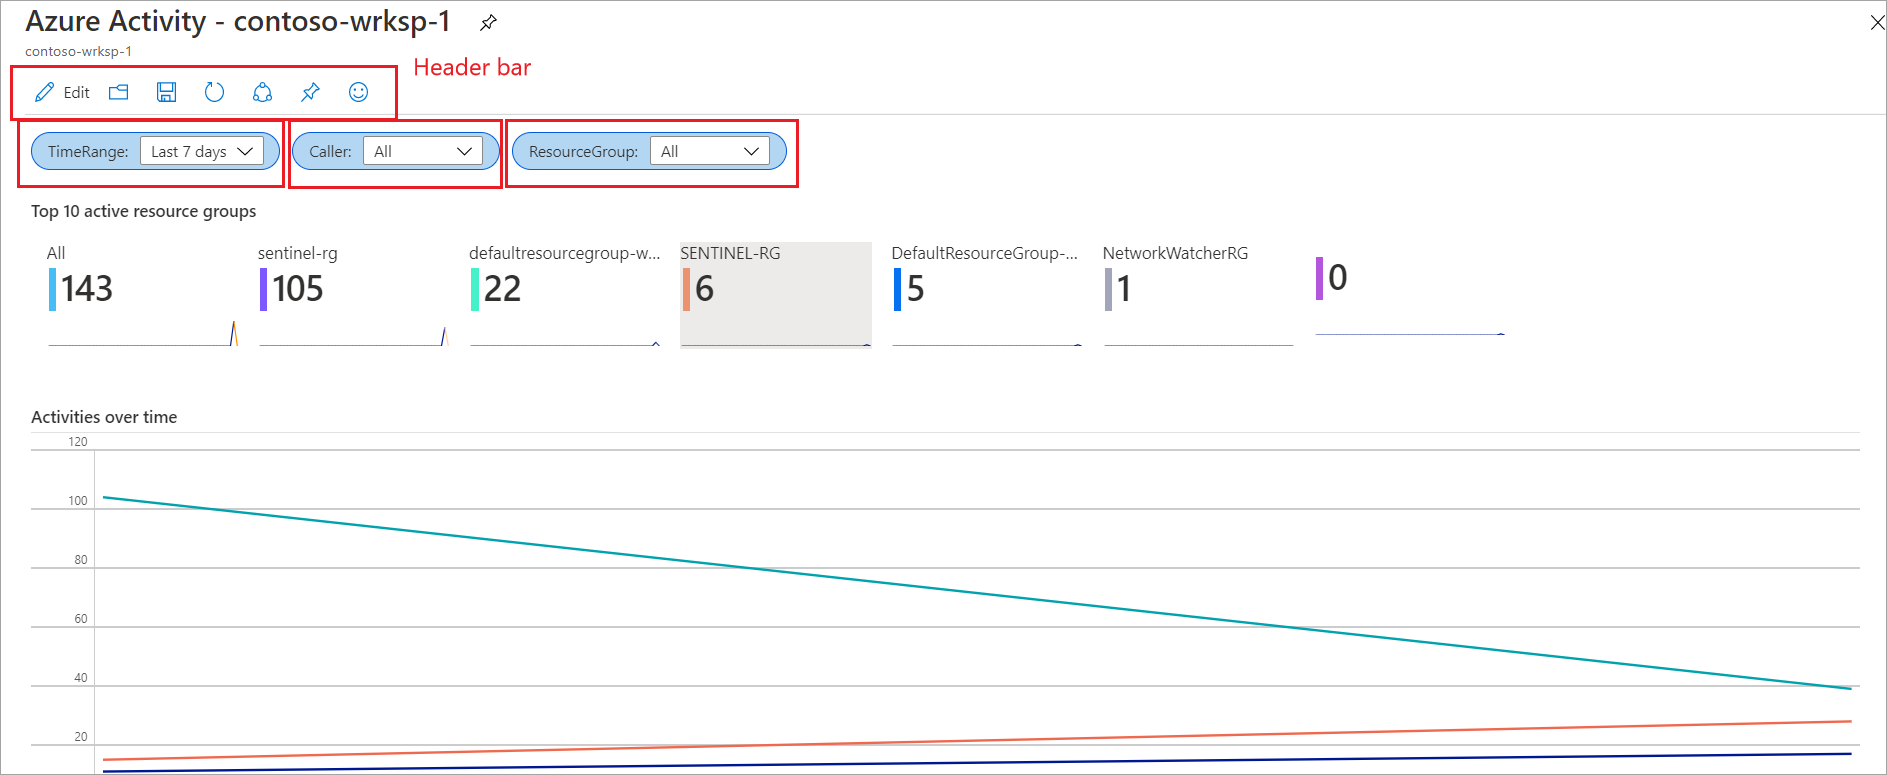 Azure Activity - contoso-wrksp-1
contoso-wrksp-1
Header bar
Edit
TimeRange: Last 7 days
Caller: All
ResourceGroup: All
Top 10 active resource groups
All
143
sentinel-rg
105
defaultresourcegroup-w...
22
SENTINEL-RG
6
DefaultResourceGroup-...
5
NetworkWatcherRG
1
0
Activities over time
120
100
80
60
40
20